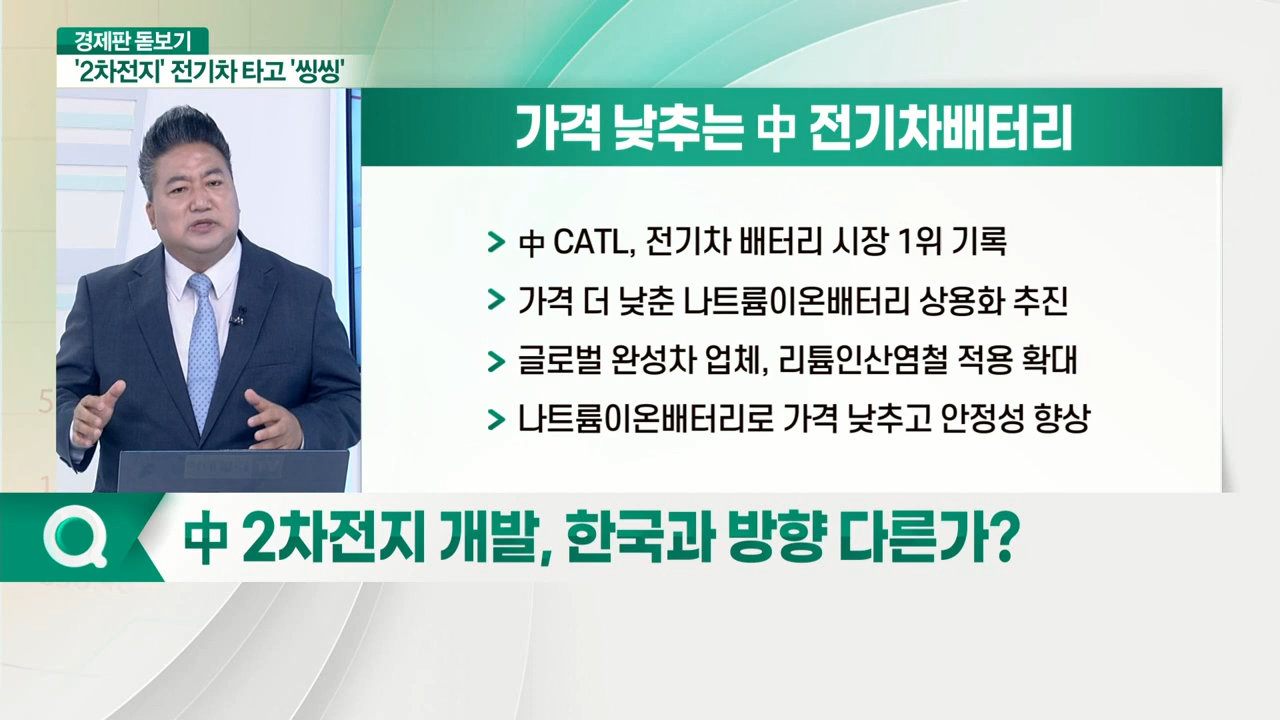 경제판 돋보기
'2차전지' 전기차 타고 '씽씽'
가격 낮추는 中 전기차배터리
> 中 CATL, 전기차 배터리 시장 1위 기록
> 가격 더 낮춘 나트륨이온배터리 상용화 추진
> 글로벌 완성차 업체, 리튬인산염철 적용 확대
> 나트륨이온배터리로 가격 낮추고 안정성 향상
Q 中 2차전지 개발, 한국과 방향 다른가?